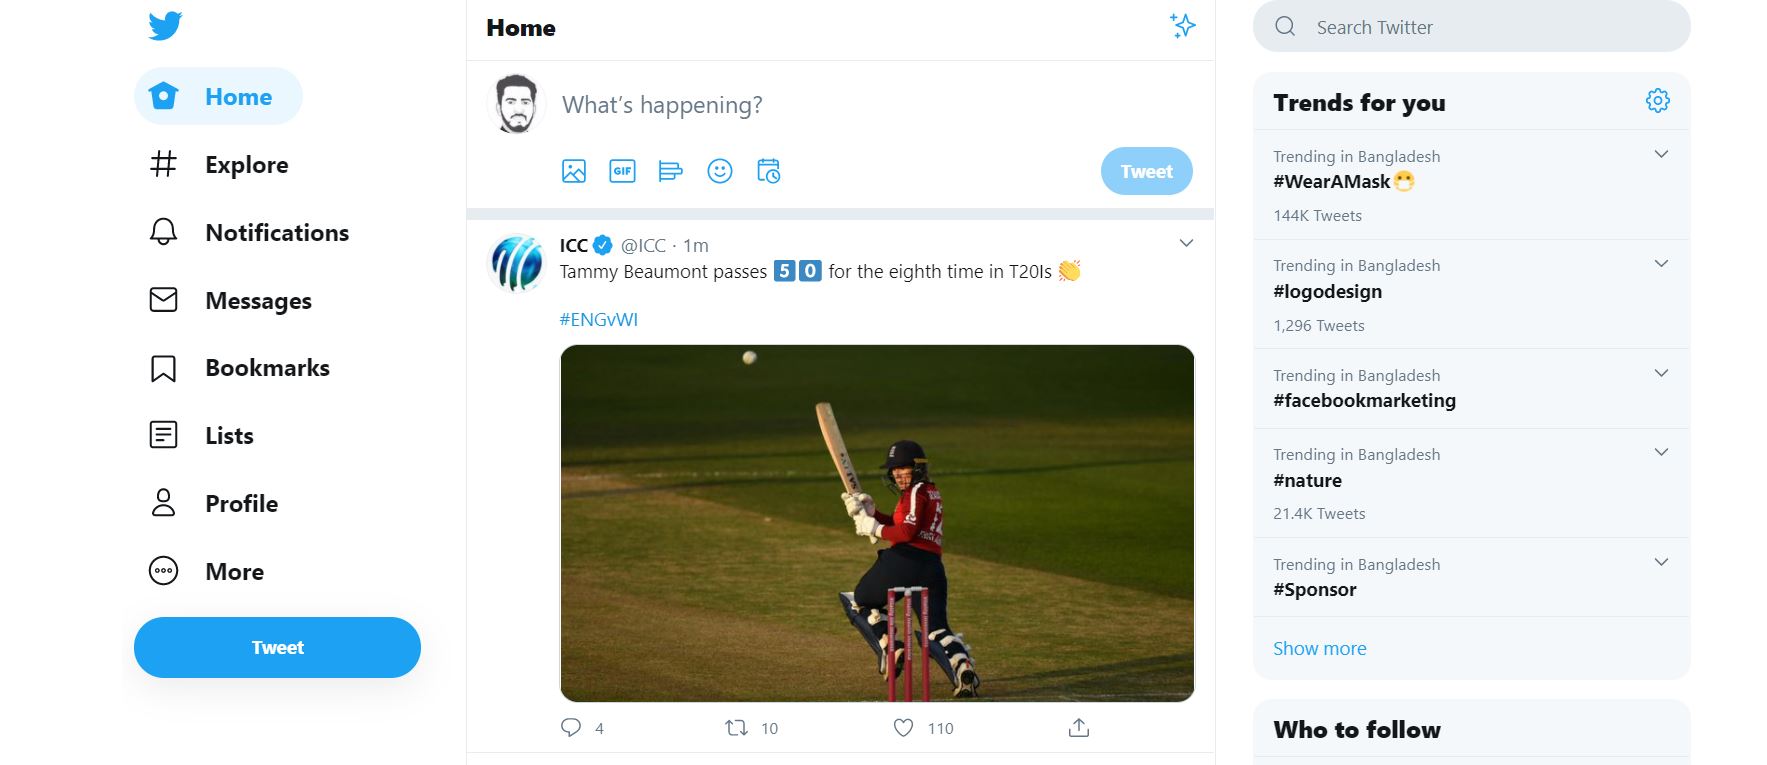 Home
Explore
Notifications
Messages
Bookmarks
Lists
Profile
More
Tweet
Home
What's happening?
GIF
Tweet
ICC @ICC · 1m
Tammy Beaumont passes 5️⃣0️⃣ for the eighth time in T20Is 👏
#ENGvWI
4 10 110
Search Twitter
Trends for you
Trending in Bangladesh
#WearAMask😷
144K Tweets
Trending in Bangladesh
#logodesign
1,296 Tweets
Trending in Bangladesh
#facebookmarketing
Trending in Bangladesh
#nature
21.4K Tweets
Trending in Bangladesh
#Sponsor
Show more
Who to follow